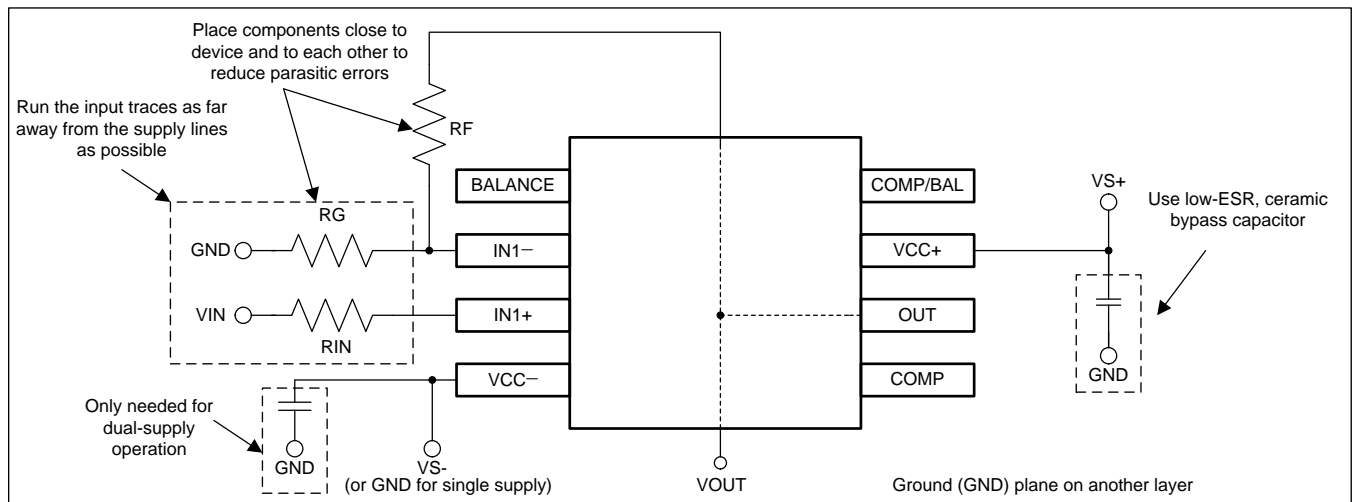 Place components close to
device and to each other to
reduce parasitic errors
Run the input traces as far
away from the supply lines
as possible
RF
BALANCE
COMP/BAL
VS+
Use low-ESR, ceramic
bypass capacitor
RG
GND
IN1−
VCC+
VIN
IN1+
OUT
RIN
VCC−
COMP
GND
Only needed for
dual-supply
operation
GND
VS-
(or GND for single supply)
VOUT
Ground (GND) plane on another layer